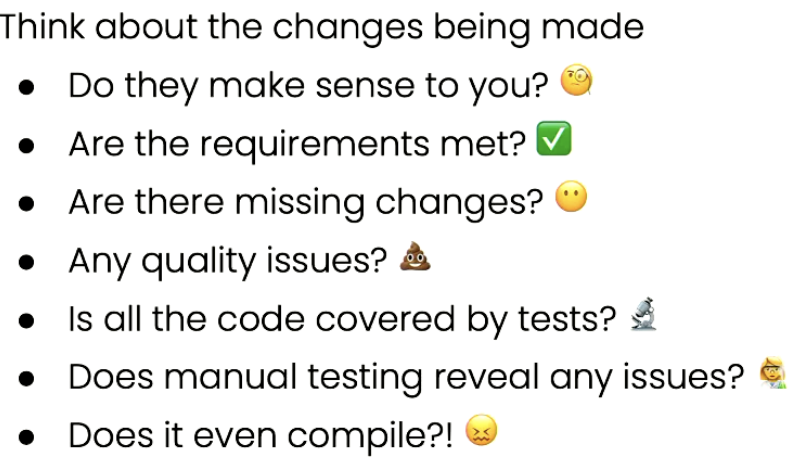 Think about the changes being made
● Do they make sense to you? 🧐
● Are the requirements met? ✅
● Are there missing changes? 😶
● Any quality issues? 💩
● Is all the code covered by tests? 🔬
● Does manual testing reveal any issues? 👩‍🔬
● Does it even compile?! 😖